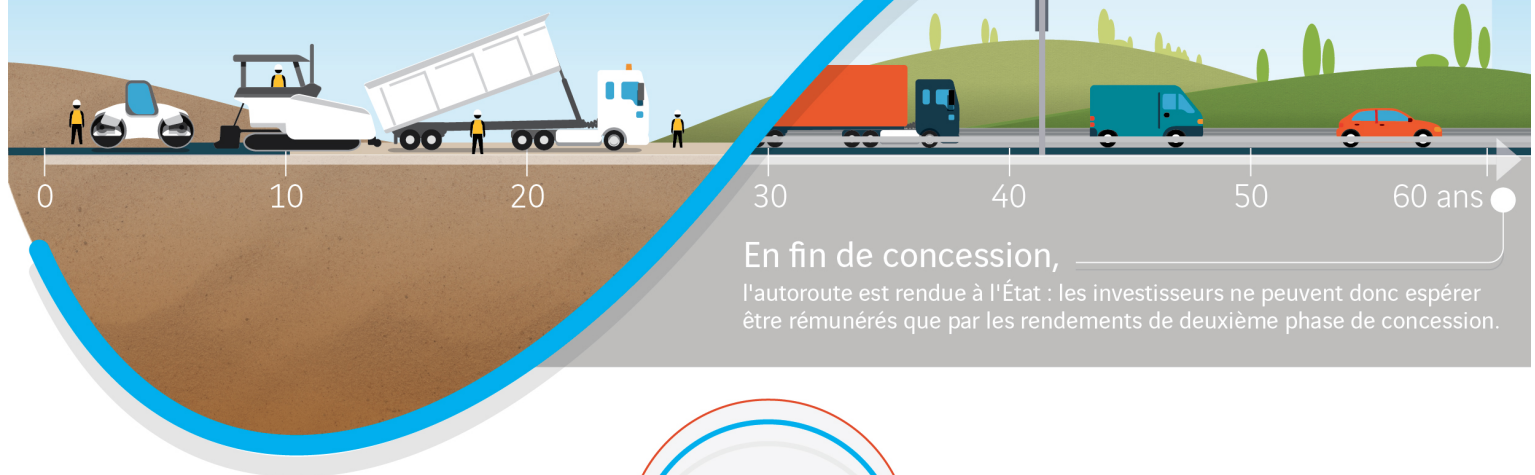 0 10 20 30 40 50 60 ans
En fin de concession,
l'autoroute est rendue à l'État : les investisseurs ne peuvent donc espérer
être rémunérés que par les rendements de deuxième phase de concession.